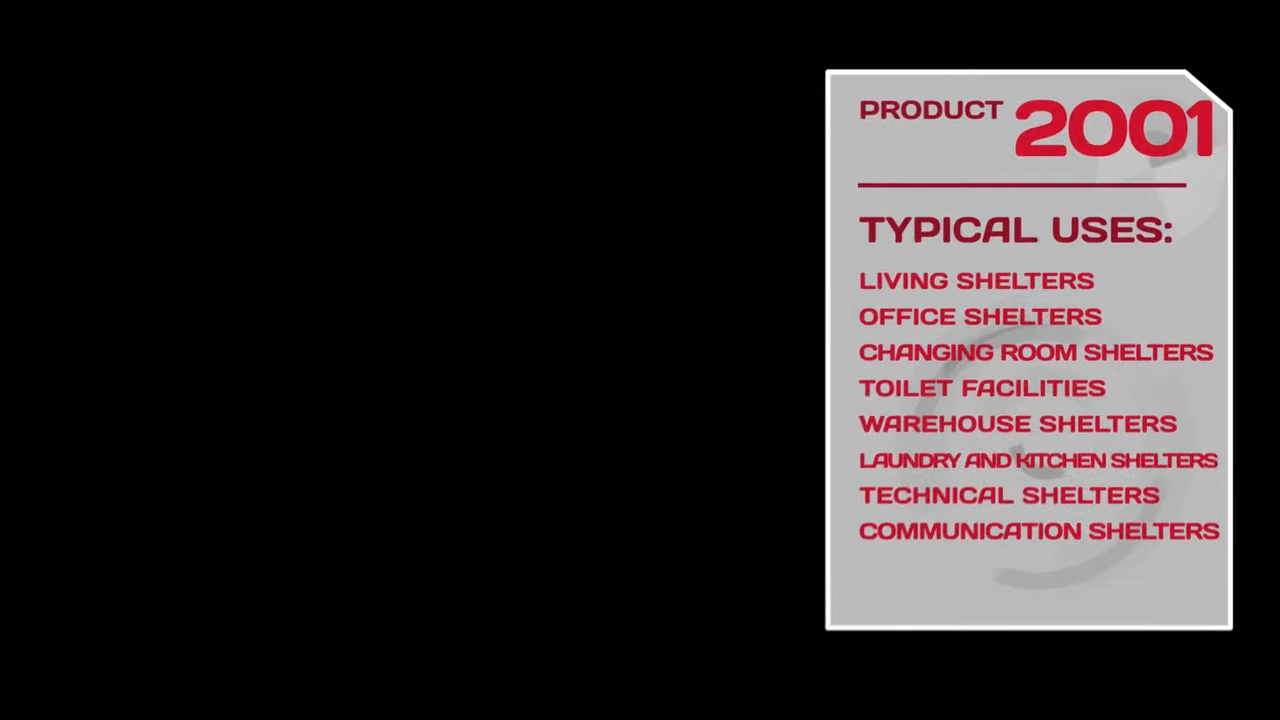 PRODUCT 2001
TYPICAL USES:
LIVING SHELTERS
OFFICE SHELTERS
CHANGING ROOM SHELTERS
TOILET FACILITIES
WAREHOUSE SHELTERS
LAUNDRY AND KITCHEN SHELTERS
TECHNICAL SHELTERS
COMMUNICATION SHELTERS